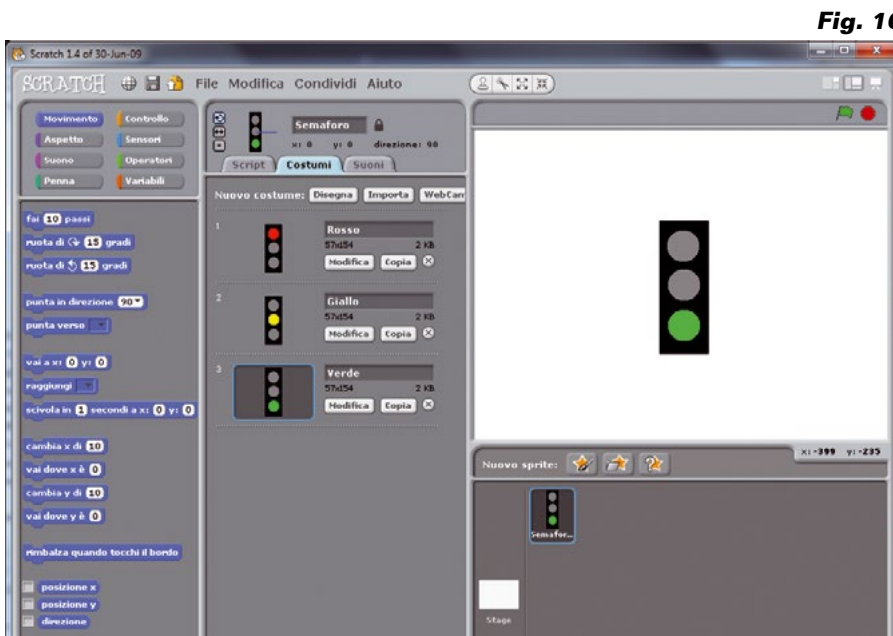 Fig. 10
Scratch 1.4 of 30-Jun-09
SCRATCH File Modifica Condividi Aiuto
Movimento Controllo
Aspetto Sensori
Suono Operatori
Penna Variabili
fai 10 passi
ruota di 15 gradi
ruota di 15 gradi
punta in direzione 90
punta verso
vai a x: 0 y: 0
raggiungi
scivola in 1 secondi a x: 0 y: 0
cambia x di 10
vai dove x è 0
cambia y di 10
vai dove y è 0
rimbalza quando tocchi il bordo
posizione x
posizione y
direzione
Semaforo
x: 0 y: 0 direzione: 90
Script Costumi Suoni
Nuovo costume: Disegna Importa WebCam
1
Rosso
57x154 2 KB
Modifica Copia
2
Giallo
57x154 2 KB
Modifica Copia
3
Verde
57x154 2 KB
Modifica Copia
x: -399 y: -235
Nuovo sprite:
Semafor...
Stage